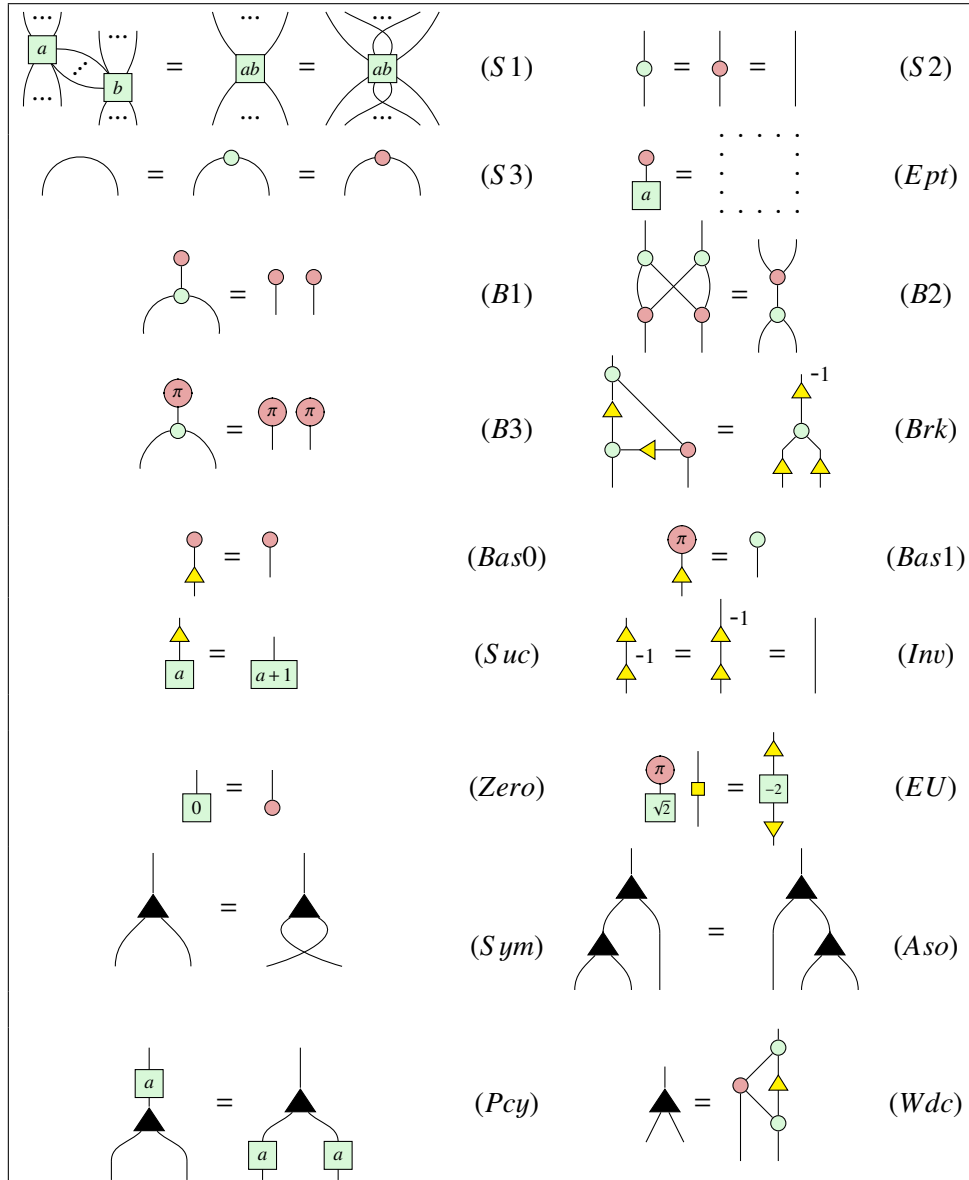 ... ... ... ...
a ... = ab = ab (S1) = = (S2)
b
... ... ... ...
= = (S3) a = (Ept)
= (B1) = (B2)
π = π π (B3) = -1 (Brk)
= (Bas0) π = (Bas1)
a = a + 1 (Suc) -1 = -1 = (Inv)
0 = (Zero) π √2 = -2 (EU)
= (Sym) = (Aso)
a = a a (Pcy) = (Wdc)